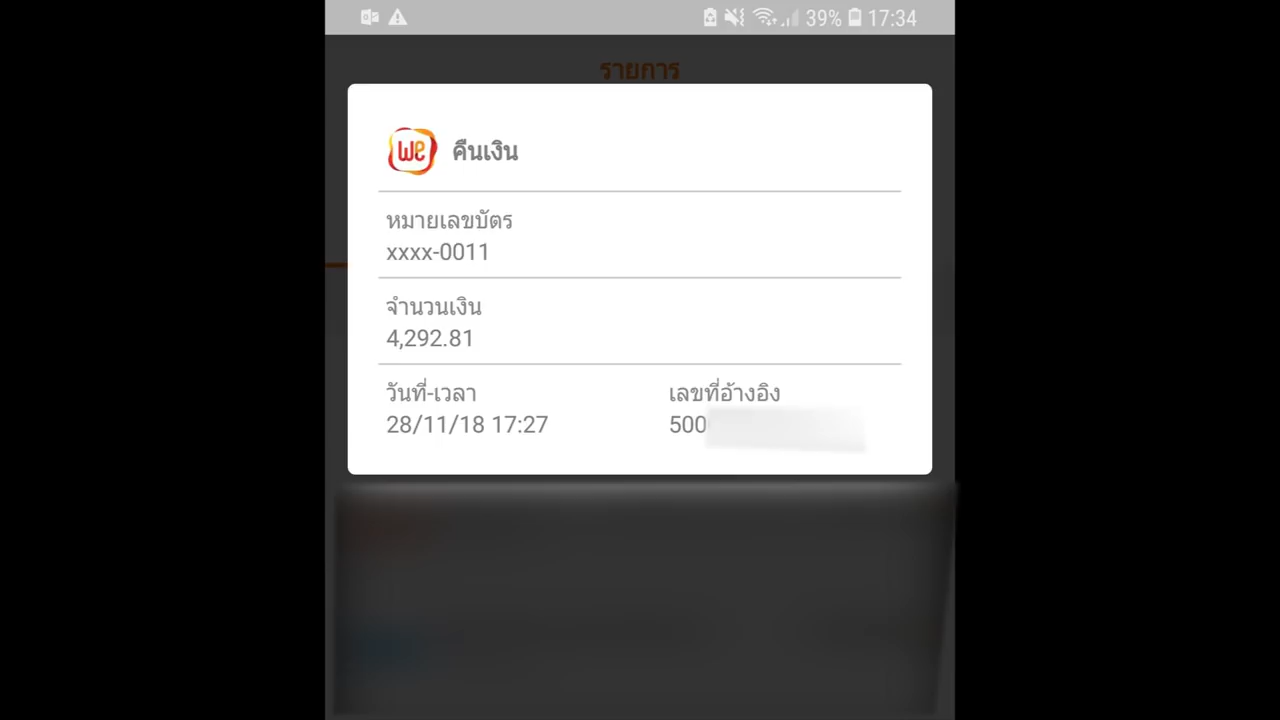 39% 17:34
รายการ
we คืนเงิน
หมายเลขบัตร
xxxx-0011
จำนวนเงิน
4,292.81
วันที่-เวลา เลขที่อ้างอิง
28/11/18 17:27 500